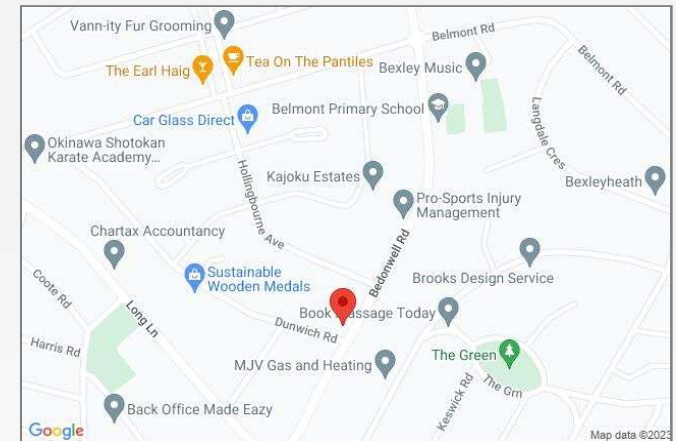 Vann-ity Fur Grooming
Belmont Rd
The Earl Haig
Tea On The Pantiles
Bexley Music
Belmont Rd
Belmont Primary School
Langdale Cres
Car Glass Direct
Okinawa Shotokan
Karate Academy...
Hollingbourne Ave
Kajoku Estates
Bexleyheath
Pro-Sports Injury
Management
Chartax Accountancy
Bedonwell Rd
Sustainable
Wooden Medals
Brooks Design Service
Coote Rd
Long Ln
Book
assage Today
Dunwich Rd
Harris Rd
MJV Gas and Heating
The Green
The Grn
Keswick Rd
Back Office Made Eazy
Google
Map data ©2023